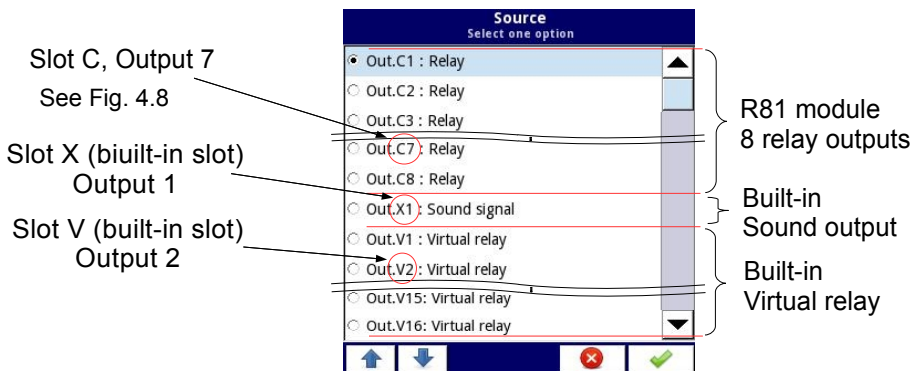 Source
Select one option
Slot C, Output 7
See Fig. 4.8
Slot X (biuilt-in slot)
Output 1
Slot V (built-in slot)
Output 2
Out.C1 : Relay
Out.C2 : Relay
Out.C3 : Relay
Out.C7 : Relay
Out.C8 : Relay
Out.X1 : Sound signal
Out.V1 : Virtual relay
Out.V2 : Virtual relay
Out.V15: Virtual relay
Out.V16: Virtual relay
R81 module
8 relay outputs
Built-in
Sound output
Built-in
Virtual relay